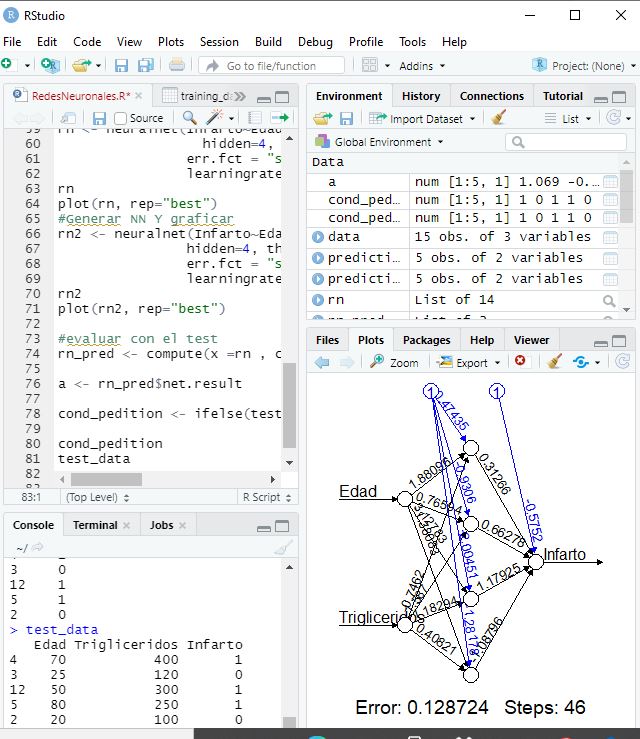 RStudio
File Edit Code View Plots Session Build Debug Profile Tools Help
Go to file/function Addins Project: (None)
RedesNeuronales.R* training_d
Source
59 rn <- neuralnet(Infarto~Edad
60 hidden=4,
61 err.fct = "s
62 learningrate
63 rn
64 plot(rn, rep="best")
65 #Generar NN Y graficar
66 rn2 <- neuralnet(Infarto~Eda
67 hidden=4, th
68 err.fct = "s
69 learningrate
70 rn2
71 plot(rn2, rep="best")
72
73 #evaluar con el test
74 rn_pred <- compute(x =rn , c
75
76 a <- rn_pred$net.result
77
78 cond_pedition <- ifelse(test
79
80 cond_pedition
81 test_data
82
83:1 (Top Level) R Script
Console Terminal Jobs
~/
3 0
12 1
5 1
2 0
> test_data
Edad Trigliceridos Infarto
4 70 400 1
3 25 120 0
12 50 300 1
5 80 250 1
2 20 100 0
Environment History Connections Tutorial
Import Dataset List
Global Environment
Data
a num [1:5, 1] 1.069 -0....
cond_ped... num [1:5, 1] 1 0 1 1 0
cond_ped... num [1:5, 1] 1 0 1 1 0
data 15 obs. of 3 variables
predicti... 5 obs. of 2 variables
predicti... 5 obs. of 2 variables
rn List of 14
Files Plots Packages Help Viewer
Zoom Export
1 1
0.47435
1.88096
0.31266
-0.9306
Edad
0.76594
-0.5752
0.66278
0.00451
Infarto
1.17925
0.7462
Trigliceridos
0.18294
0.40821
1.28178
1.08796
Error: 0.128724 Steps: 46